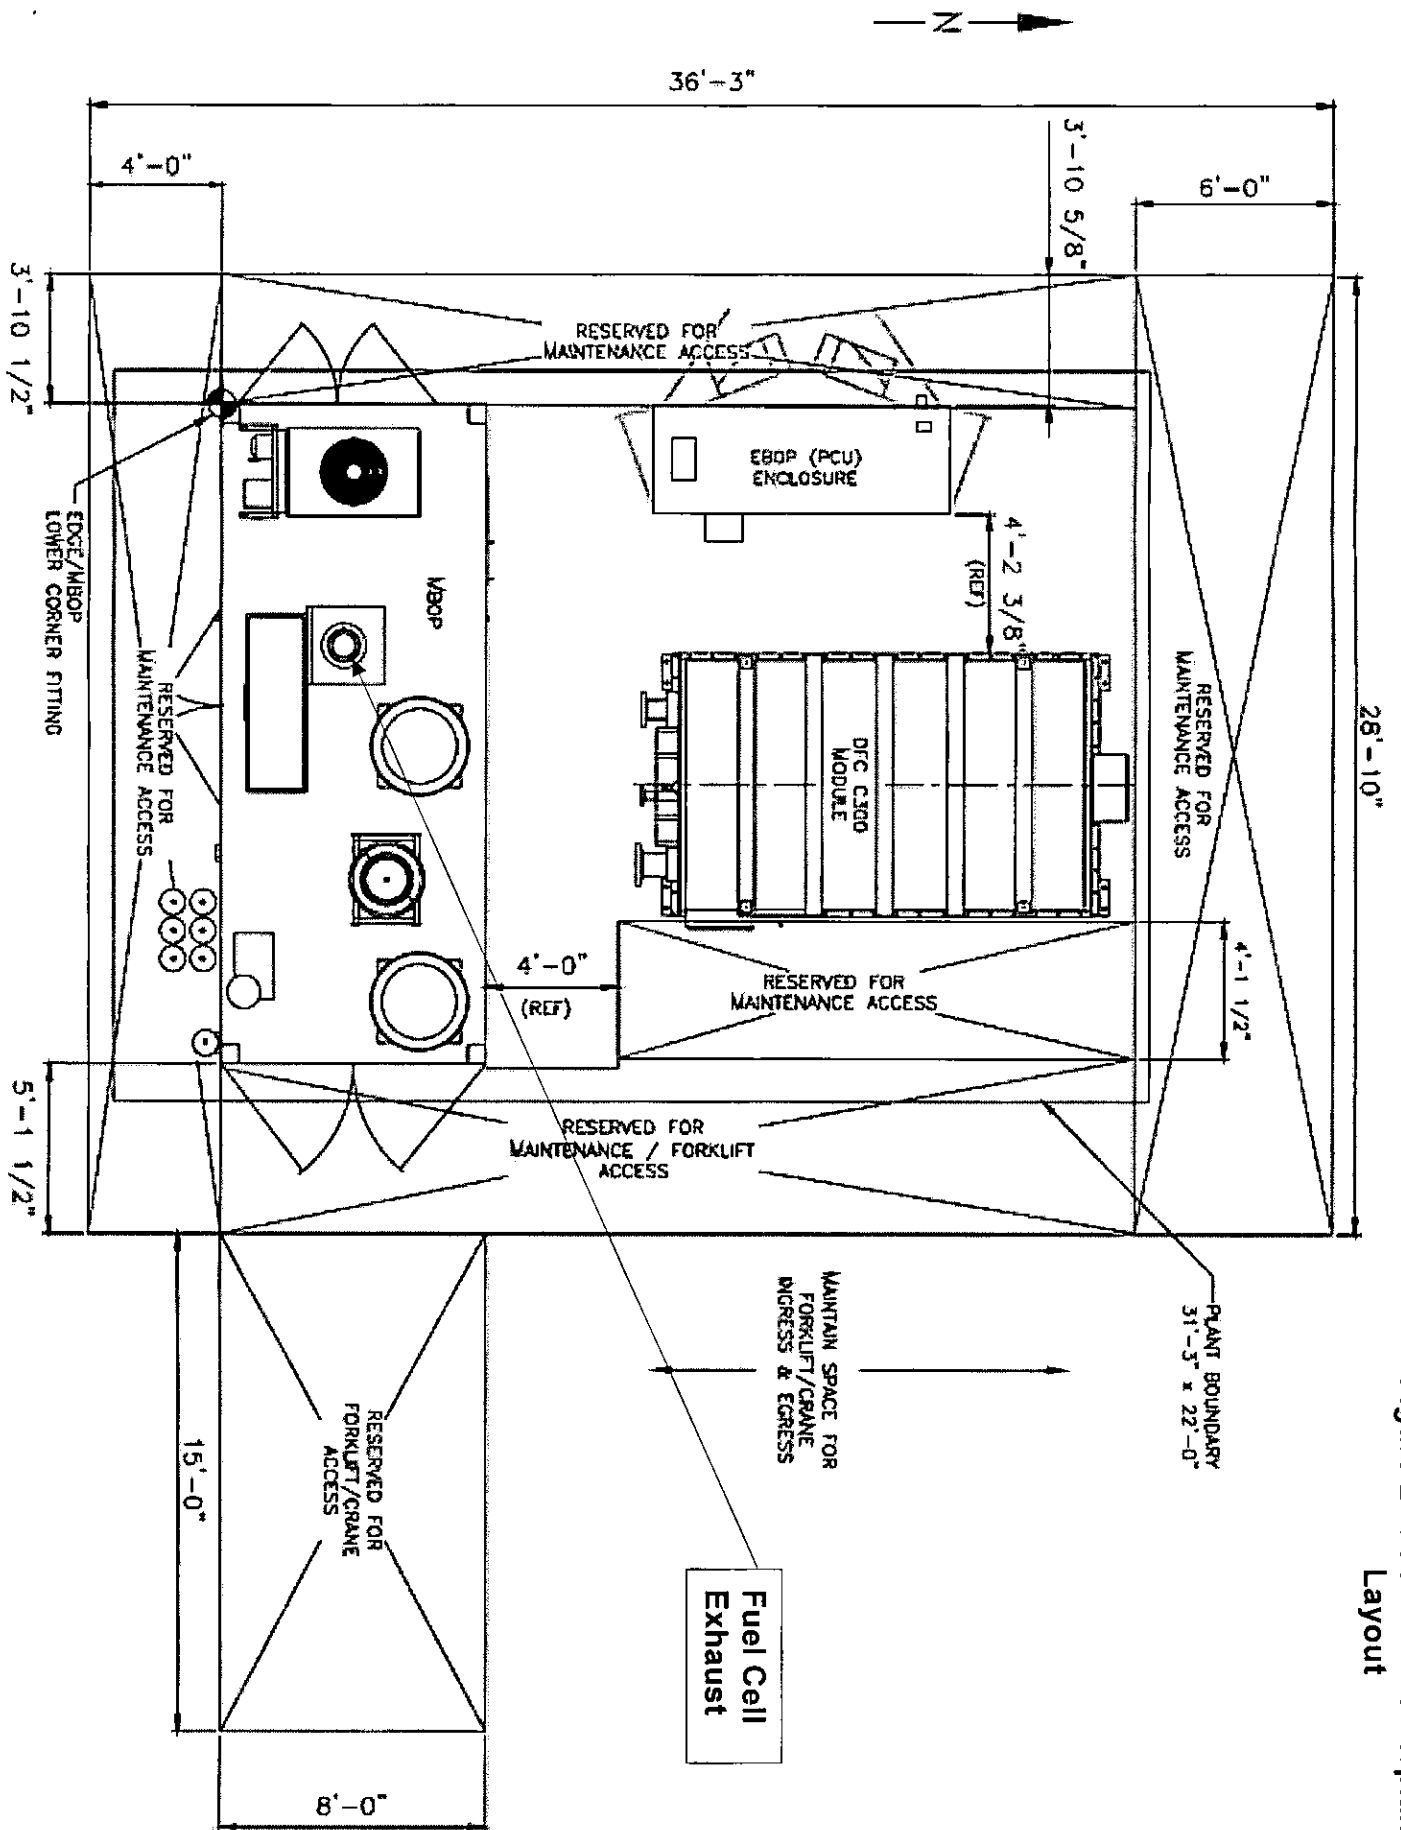 Layout
N
36'-3"
4'-0"
3'-10 5/8"
6'-0"
3'-10 1/2"
28'-10"
RESERVED FOR
MAINTENANCE ACCESS
EBOP (PCU)
ENCLOSURE
4'-2 3/8"
(REF)
RESERVED FOR
MAINTENANCE ACCESS
EDGE/MBOP
LOWER CORNER FITTING
MBOP
RESERVED FOR
MAINTENANCE ACCESS
DFC C300
MODULE
4'-0"
(REF)
RESERVED FOR
MAINTENANCE ACCESS
4'-1 1/2"
5'-1 1/2"
RESERVED FOR
MAINTENANCE / FORKLIFT
ACCESS
MAINTAIN SPACE FOR
FORKLIFT/CRANE
INGRESS & EGRESS
PLANT BOUNDARY
31'-3" x 22'-0"
15'-0"
RESERVED FOR
FORKLIFT/CRANE
ACCESS
8'-0"
Fuel Cell
Exhaust